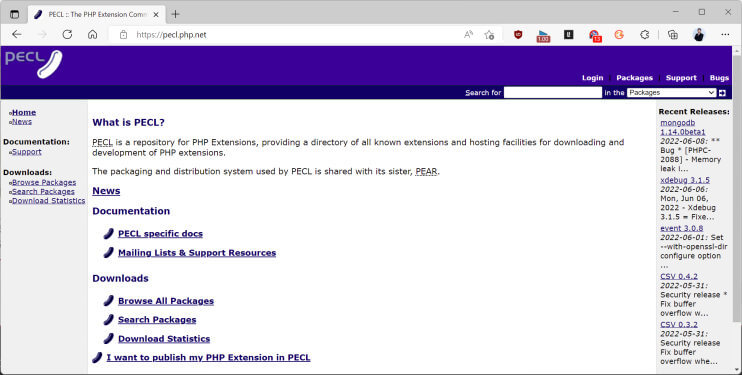 PECL :: The PHP Extension Comm
https://pecl.php.net
1.00
13
PECL
Login
Packages
Support
Bugs
Search for
in the
Packages
Home
News
Documentation:
Support
Downloads:
Browse Packages
Search Packages
Download Statistics
What is PECL?
PECL is a repository for PHP Extensions, providing a directory of all known extensions and hosting facilities for downloading and
development of PHP extensions.
The packaging and distribution system used by PECL is shared with its sister, PEAR.
News
Documentation
PECL specific docs
Mailing Lists & Support Resources
Downloads
Browse All Packages
Search Packages
Download Statistics
I want to publish my PHP Extension in PECL
Recent Releases:
mongodb
1.14.0beta1
2022-06-08: **
Bug * [PHPC-
2088] - Memory
leak i...
xdebug 3.1.5
2022-06-06:
Mon, Jun 06,
2022 - Xdebug
3.1.5 = Fixe...
event 3.0.8
2022-06-01: Set
--with-openssl-dir
configure option
...
CSV 0.4.2
2022-05-31:
Security release *
Fix buffer
overflow w...
CSV 0.3.2
2022-05-31:
Security release
Fix buffer
overflow whe...